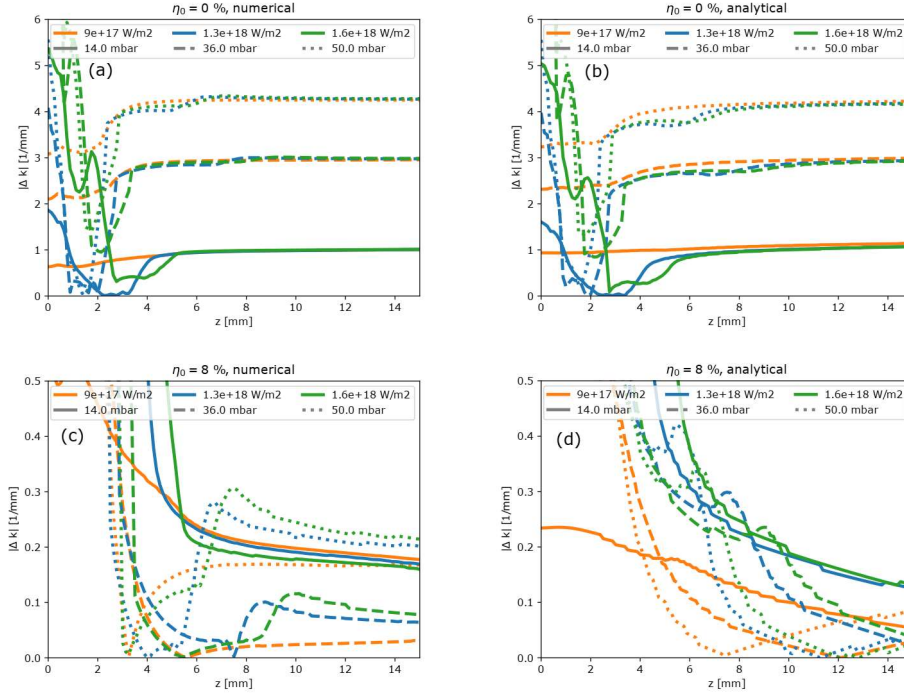 η₀ = 0 %, numerical
9e+17 W/m2 1.3e+18 W/m2 1.6e+18 W/m2
14.0 mbar 36.0 mbar 50.0 mbar
(a)
|Δ k| [1/mm]
6
5
4
3
2
1
0
0 2 4 6 8 10 12 14
z [mm]
η₀ = 0 %, analytical
9e+17 W/m2 1.3e+18 W/m2 1.6e+18 W/m2
14.0 mbar 36.0 mbar 50.0 mbar
(b)
|Δ k| [1/mm]
6
5
4
3
2
1
0
0 2 4 6 8 10 12 14
z [mm]
η₀ = 8 %, numerical
9e+17 W/m2 1.3e+18 W/m2 1.6e+18 W/m2
14.0 mbar 36.0 mbar 50.0 mbar
(c)
|Δ k| [1/mm]
0.5
0.4
0.3
0.2
0.1
0.0
0 2 4 6 8 10 12 14
z [mm]
η₀ = 8 %, analytical
9e+17 W/m2 1.3e+18 W/m2 1.6e+18 W/m2
14.0 mbar 36.0 mbar 50.0 mbar
(d)
|Δ k| [1/mm]
0.5
0.4
0.3
0.2
0.1
0.0
0 2 4 6 8 10 12 14
z [mm]